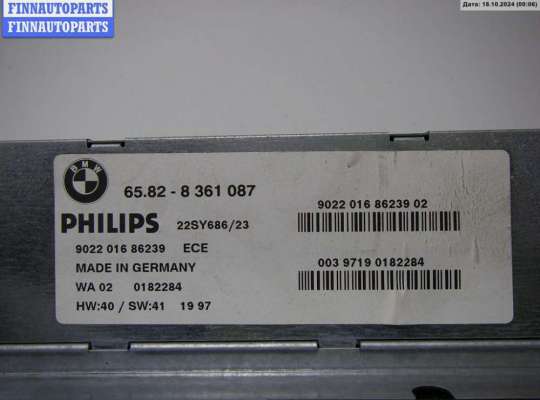 FINNAUTOPARTS
FINNAUTOPARTS
Дата: 18.10.2024 (00:06)
BMW
65.82 - 8 361 087
PHILIPS 22SY686/23
9022 016 86239 ECE
MADE IN GERMANY
WA 02 0182284
HW:40 / SW:41 19 97
9022 016 86239 02
003 9719 0182284